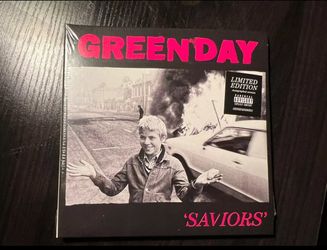 GREEN DAY
LIMITED
EDITION
PARENTAL
ADVISORY
EXPLICIT CONTENT
'SAVIORS'